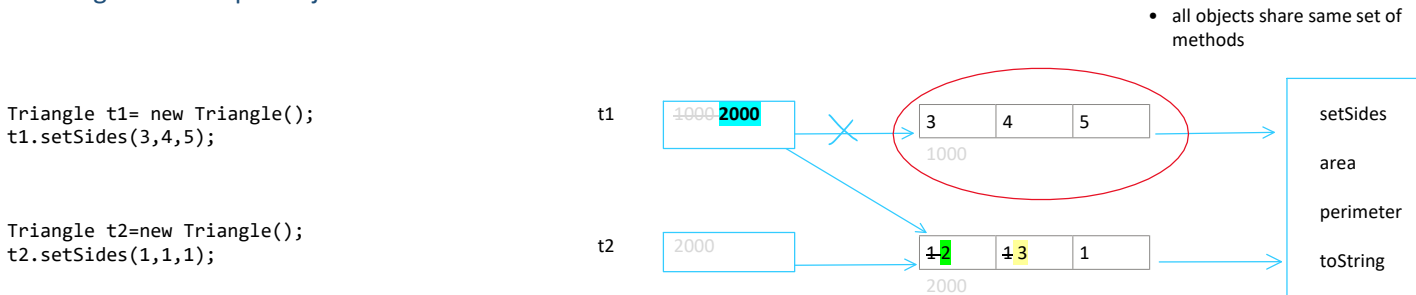 • all objects share same set of
methods
Triangle t1= new Triangle();
t1.setSides(3,4,5);
t1
1000 2000
3 4 5
1000
setSides
area
perimeter
Triangle t2=new Triangle();
t2.setSides(1,1,1);
t2
2000
1 2 1 3 1
2000
toString